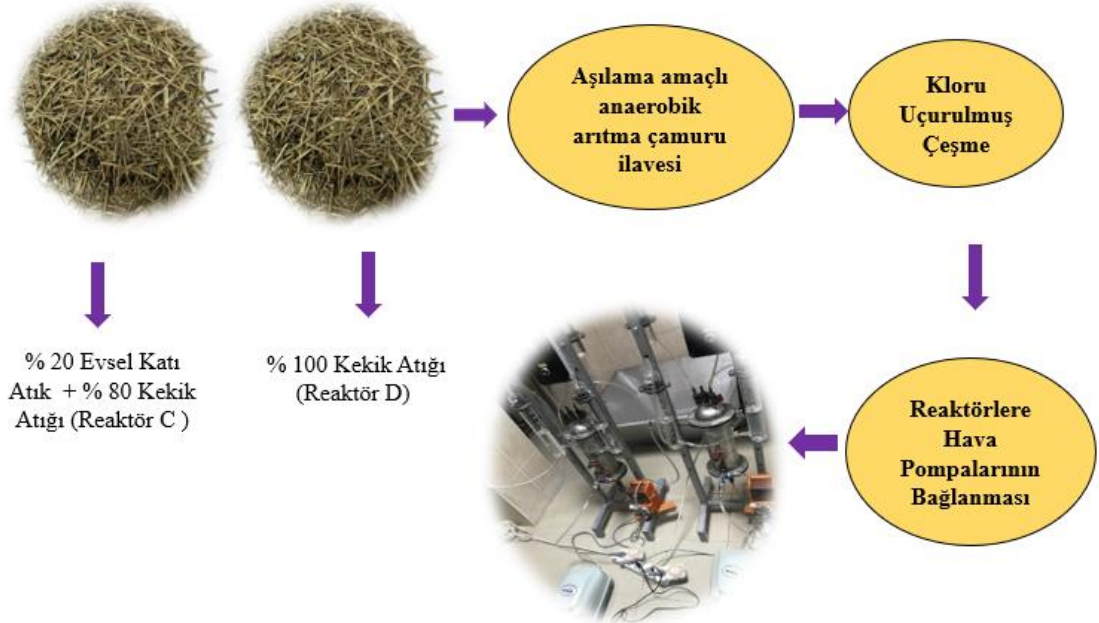 Aşılama amaçlı
anaerobik
arıtma çamuru
ilavesi
Kloru
Uçurulmuş
Çeşme
% 20 Evsel Katı
Atık + % 80 Kekik
Atığı (Reaktör C )
% 100 Kekik Atığı
(Reaktör D)
Reaktörlere
Hava
Pompalarının
Bağlanması